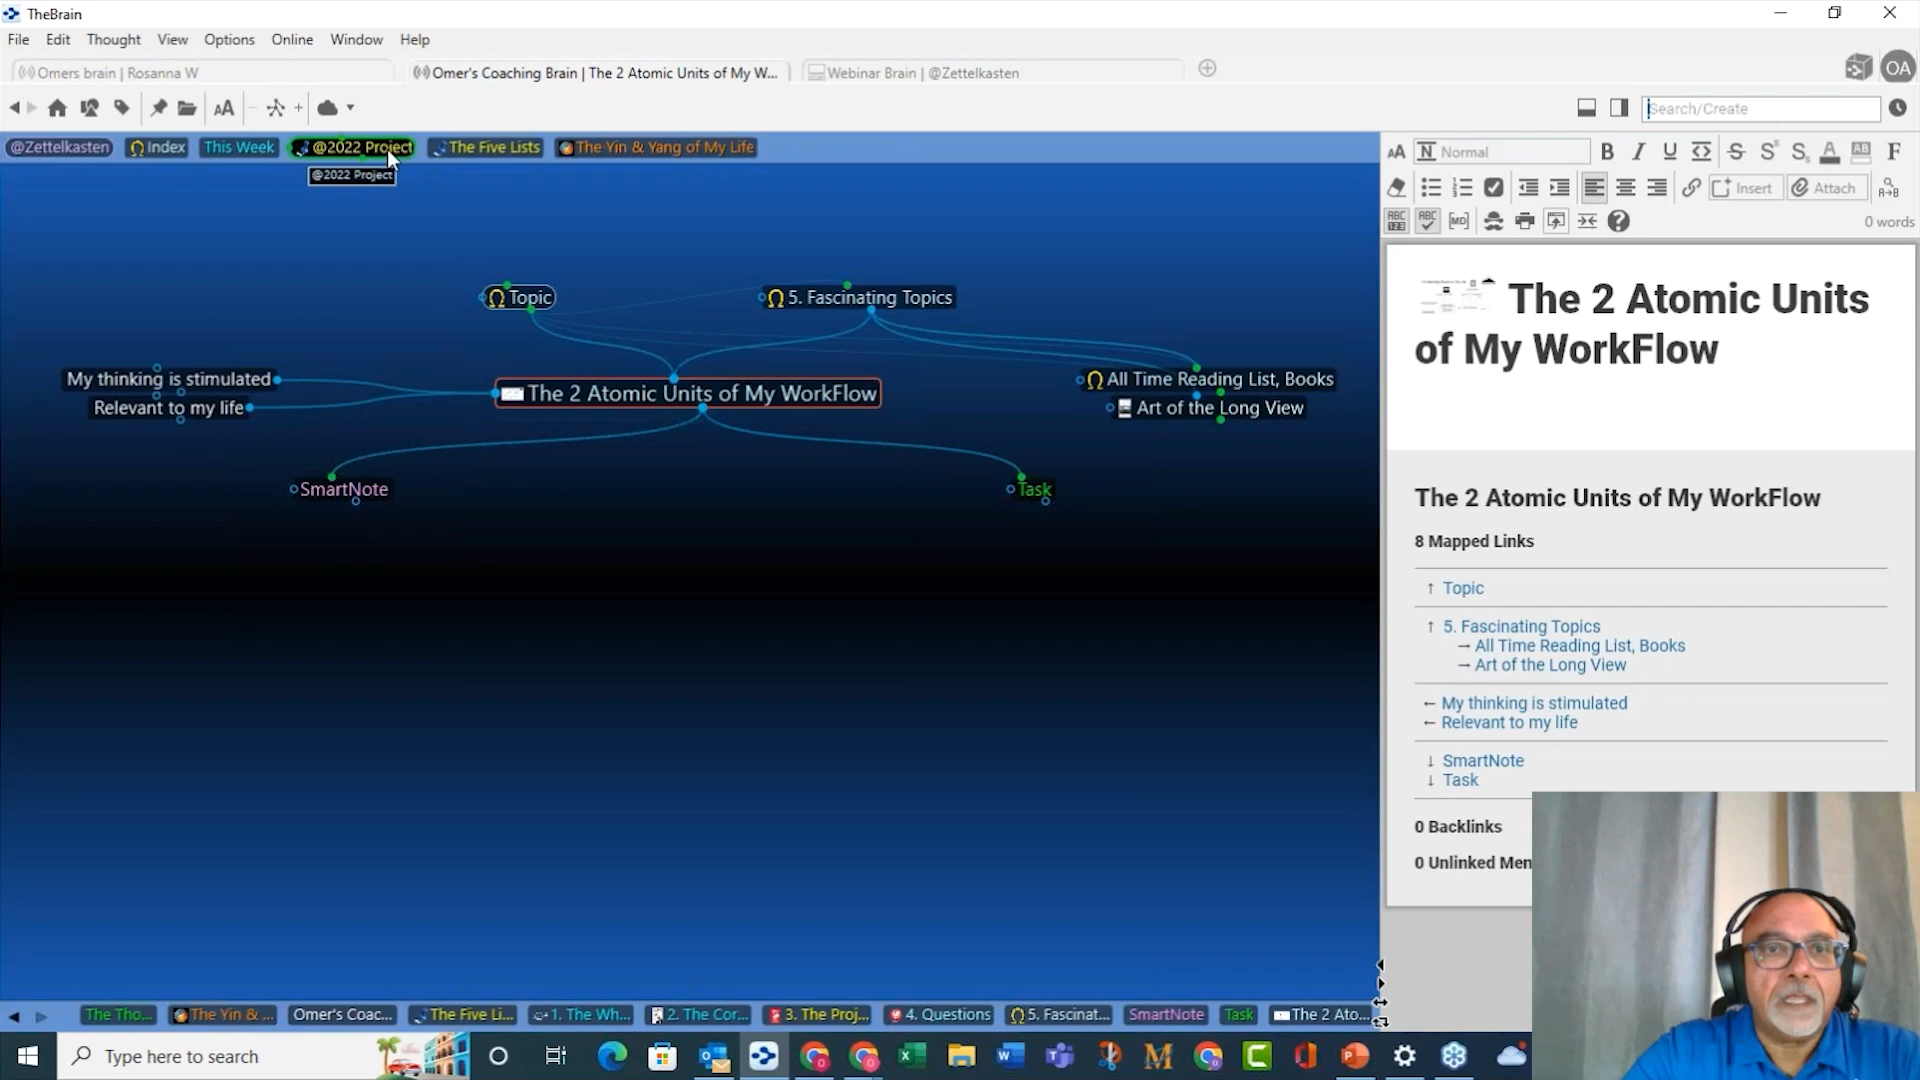 TheBrain
File Edit Thought View Options Online Window Help
Omers brain | Rosanna W
Omer's Coaching Brain | The 2 Atomic Units of My W...
Webinar Brain | @Zettelkasten
OA
Search/Create
@Zettelkasten
Index
This Week
@2022 Project
The Five Lists
The Yin & Yang of My Life
@2022 Project
Normal
Insert
Attach
0 words
Topic
5. Fascinating Topics
My thinking is stimulated
Relevant to my life
The 2 Atomic Units of My WorkFlow
All Time Reading List, Books
Art of the Long View
SmartNote
Task
The 2 Atomic Units
of My WorkFlow
The 2 Atomic Units of My WorkFlow
8 Mapped Links
↑ Topic
↑ 5. Fascinating Topics
→ All Time Reading List, Books
→ Art of the Long View
← My thinking is stimulated
← Relevant to my life
↓ SmartNote
↓ Task
0 Backlinks
0 Unlinked Men
The Tho...
The Yin & ...
Omer's Coac...
The Five Li...
1. The Wh...
2. The Cor...
3. The Proj...
4. Questions
5. Fascinat...
SmartNote
Task
The 2 Ato...
Type here to search